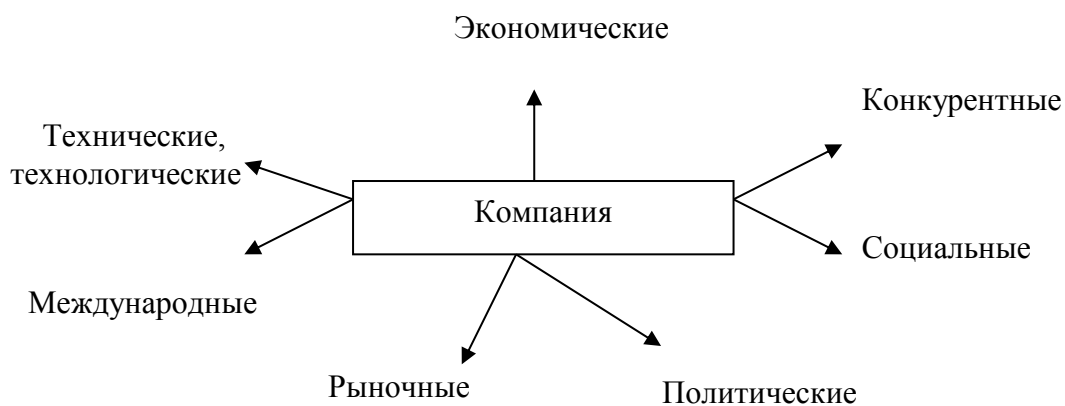 Экономические
Конкурентные
Технические,
технологические
Компания
Социальные
Международные
Рыночные
Политические